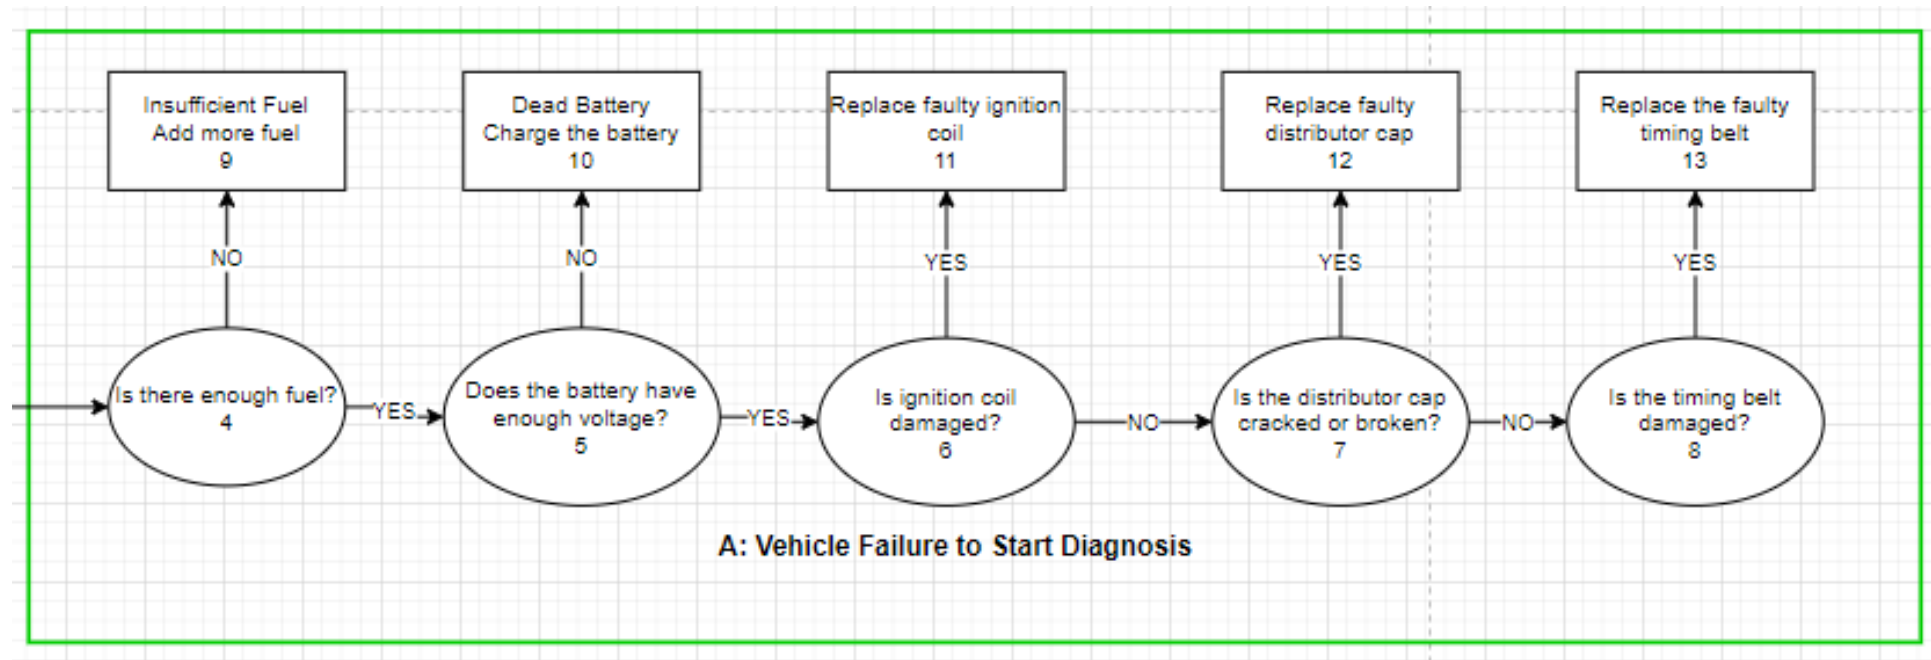 Insufficient Fuel
Add more fuel
9
Dead Battery
Charge the battery
10
Replace faulty ignition
coil
11
Replace faulty
distributor cap
12
Replace the faulty
timing belt
13
NO
NO
YES
YES
YES
Is there enough fuel?
4
YES
Does the battery have
enough voltage?
5
YES
Is ignition coil
damaged?
6
NO
Is the distributor cap
cracked or broken?
7
NO
Is the timing belt
damaged?
8
A: Vehicle Failure to Start Diagnosis